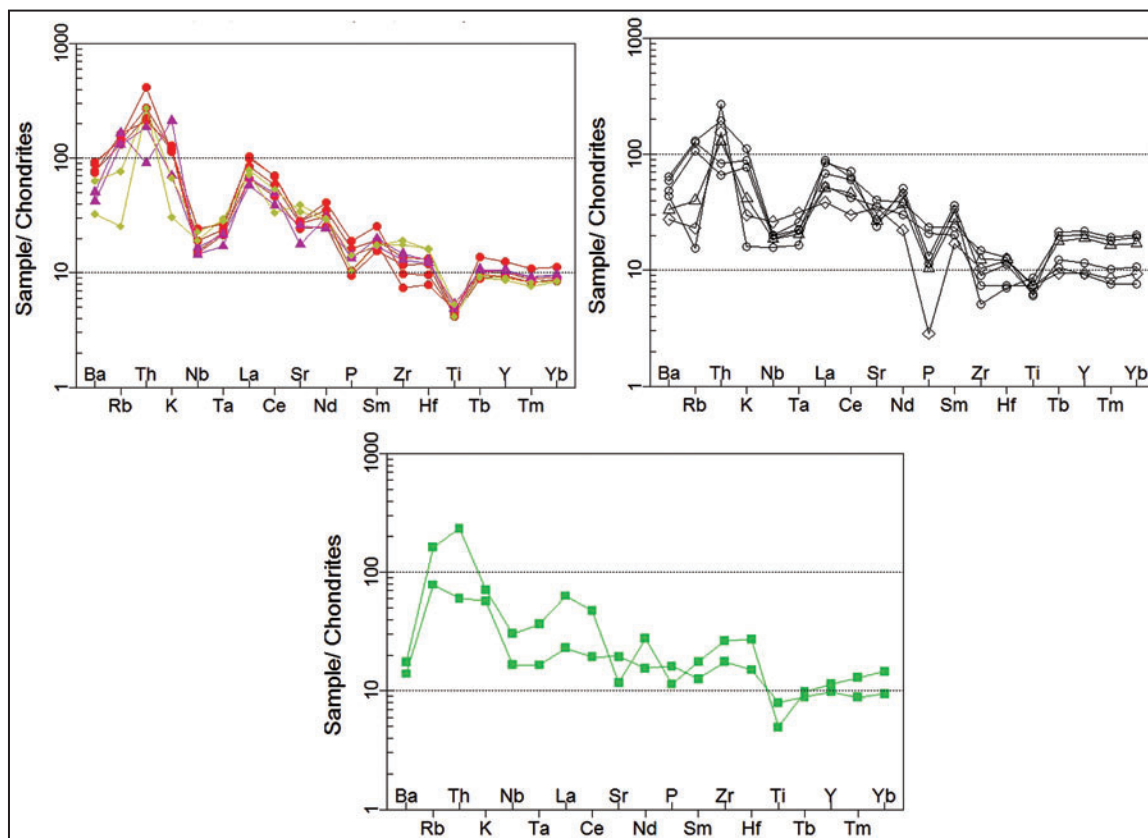 1000
100
10
1
Sample/ Chondrites
Ba Th Nb La Sr P Zr Ti Y Yb
Rb K Ta Ce Nd Sm Hf Tb Tm
1000
100
10
1
Sample/ Chondrites
Ba Th Nb La Sr P Zr Ti Y Yb
Rb K Ta Ce Nd Sm Hf Tb Tm
1000
100
10
1
Sample/ Chondrites
Ba Th Nb La Sr P Zr Ti Y Yb
Rb K Ta Ce Nd Sm Hf Tb Tm